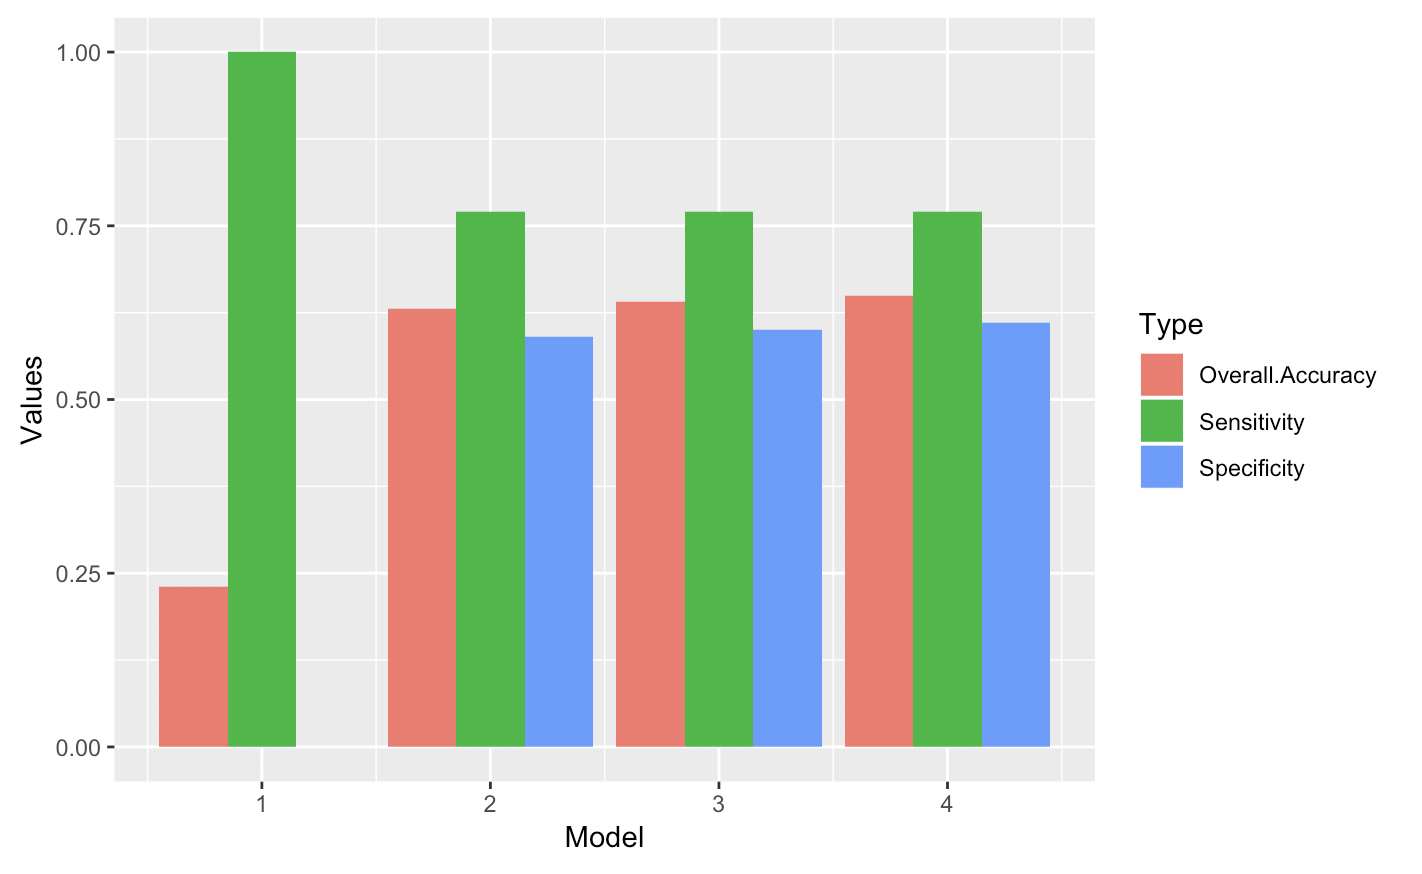 1.00
0.75
0.50
0.25
0.00
Values
1 2 3 4
Model
Type
Overall.Accuracy
Sensitivity
Specificity